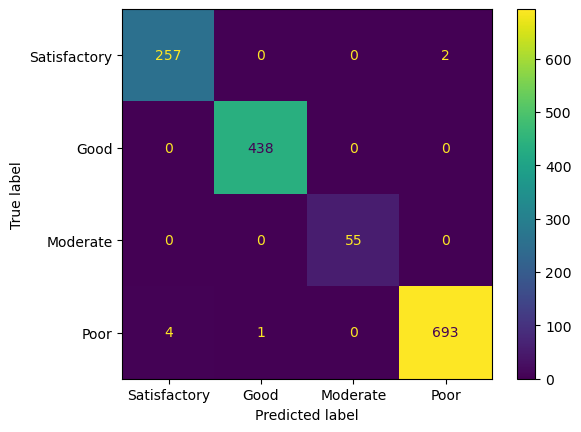 Satisfactory 257 0 0 2
Good 0 438 0 0
Moderate 0 0 55 0
Poor 4 1 0 693
Satisfactory Good Moderate Poor
Predicted label
True label
600
500
400
300
200
100
0